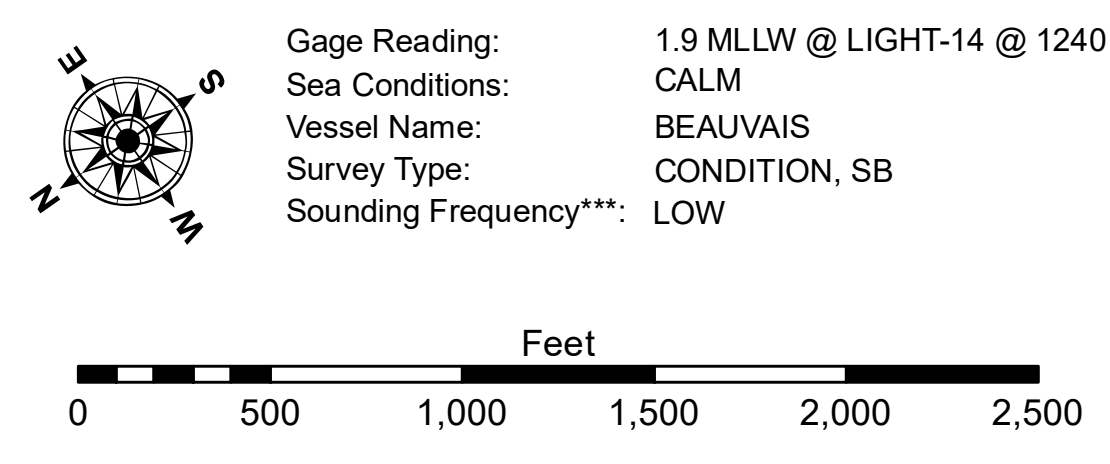 E
S
N
W
Gage Reading: 1.9 MLLW @ LIGHT-14 @ 1240
Sea Conditions: CALM
Vessel Name: BEAUVAIS
Survey Type: CONDITION, SB
Sounding Frequency***: LOW
Feet
0 500 1,000 1,500 2,000 2,500